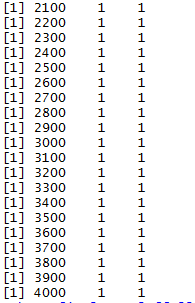 [1] 2100 1 1
[1] 2200 1 1
[1] 2300 1 1
[1] 2400 1 1
[1] 2500 1 1
[1] 2600 1 1
[1] 2700 1 1
[1] 2800 1 1
[1] 2900 1 1
[1] 3000 1 1
[1] 3100 1 1
[1] 3200 1 1
[1] 3300 1 1
[1] 3400 1 1
[1] 3500 1 1
[1] 3600 1 1
[1] 3700 1 1
[1] 3800 1 1
[1] 3900 1 1
[1] 4000 1 1